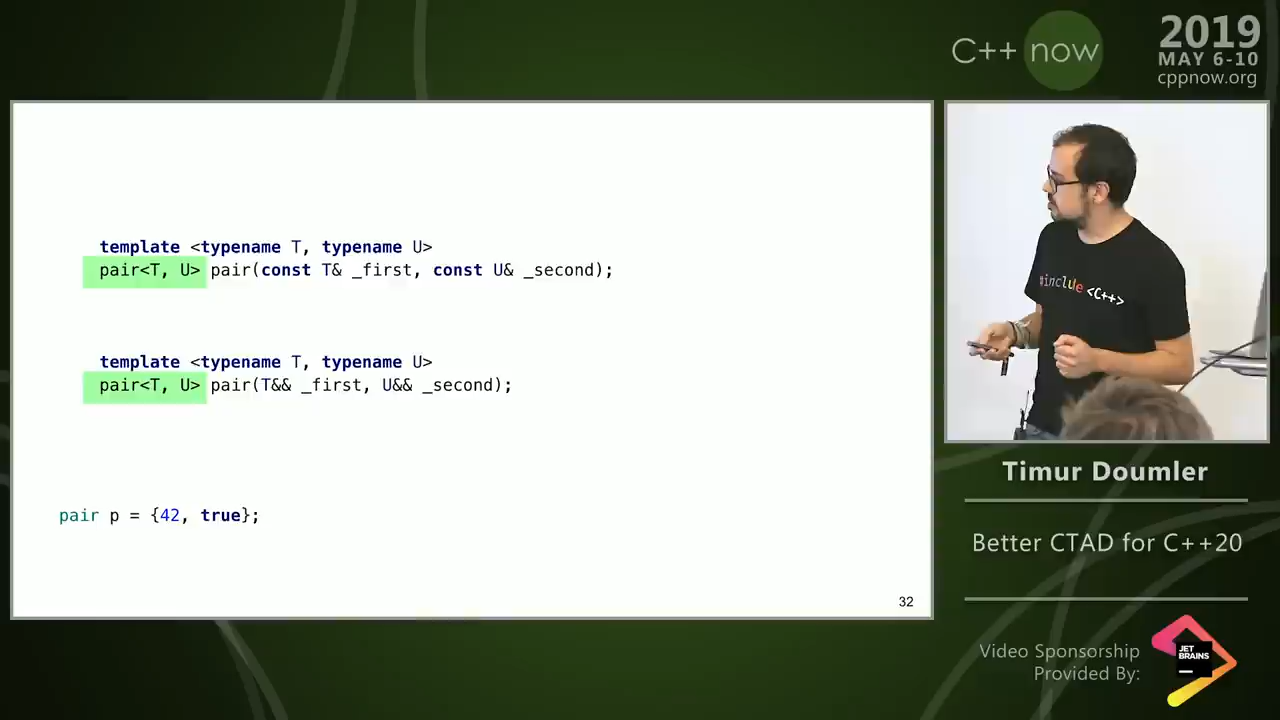 C++ now
2019
MAY 6-10
cppnow.org
template <typename T, typename U>
pair<T, U> pair(const T& _first, const U& _second);
template <typename T, typename U>
pair<T, U> pair(T&& _first, U&& _second);
pair p = {42, true};
32
#include <C++>
Timur Doumler
Better CTAD for C++20
Video Sponsorship
Provided By:
JET
BRAINS